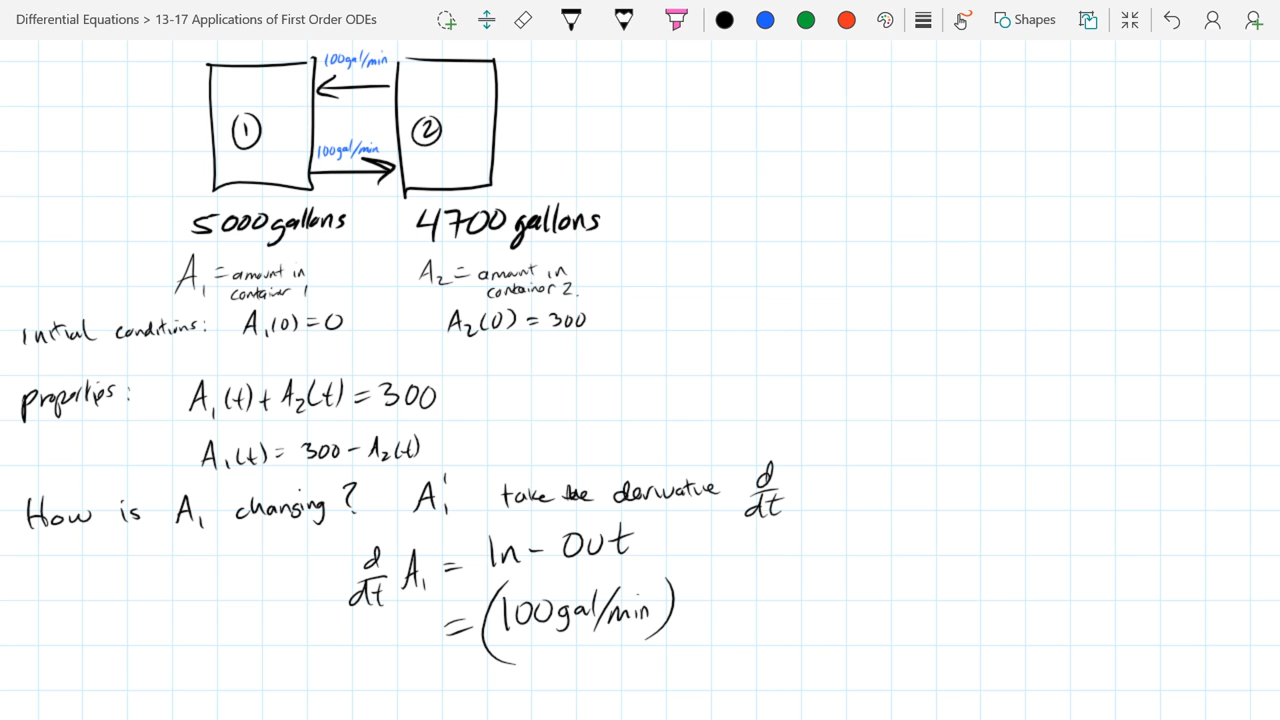 Differential Equations > 13-17 Applications of First Order ODEs
Shapes
100gal/min
① ②
100gal/min
5000gallons 4700 gallons
A₁ = amount in container 1
A₂ = amount in container 2.
Initial conditions: A₁(0) = 0 A₂(0) = 300
properties: A₁(t) + A₂(t) = 300
A₁(t) = 300 - A₂(t)
How is A₁ changing? A₁' take the derivative d/dt
d/dt A₁ = In - Out
= (100gal/min)